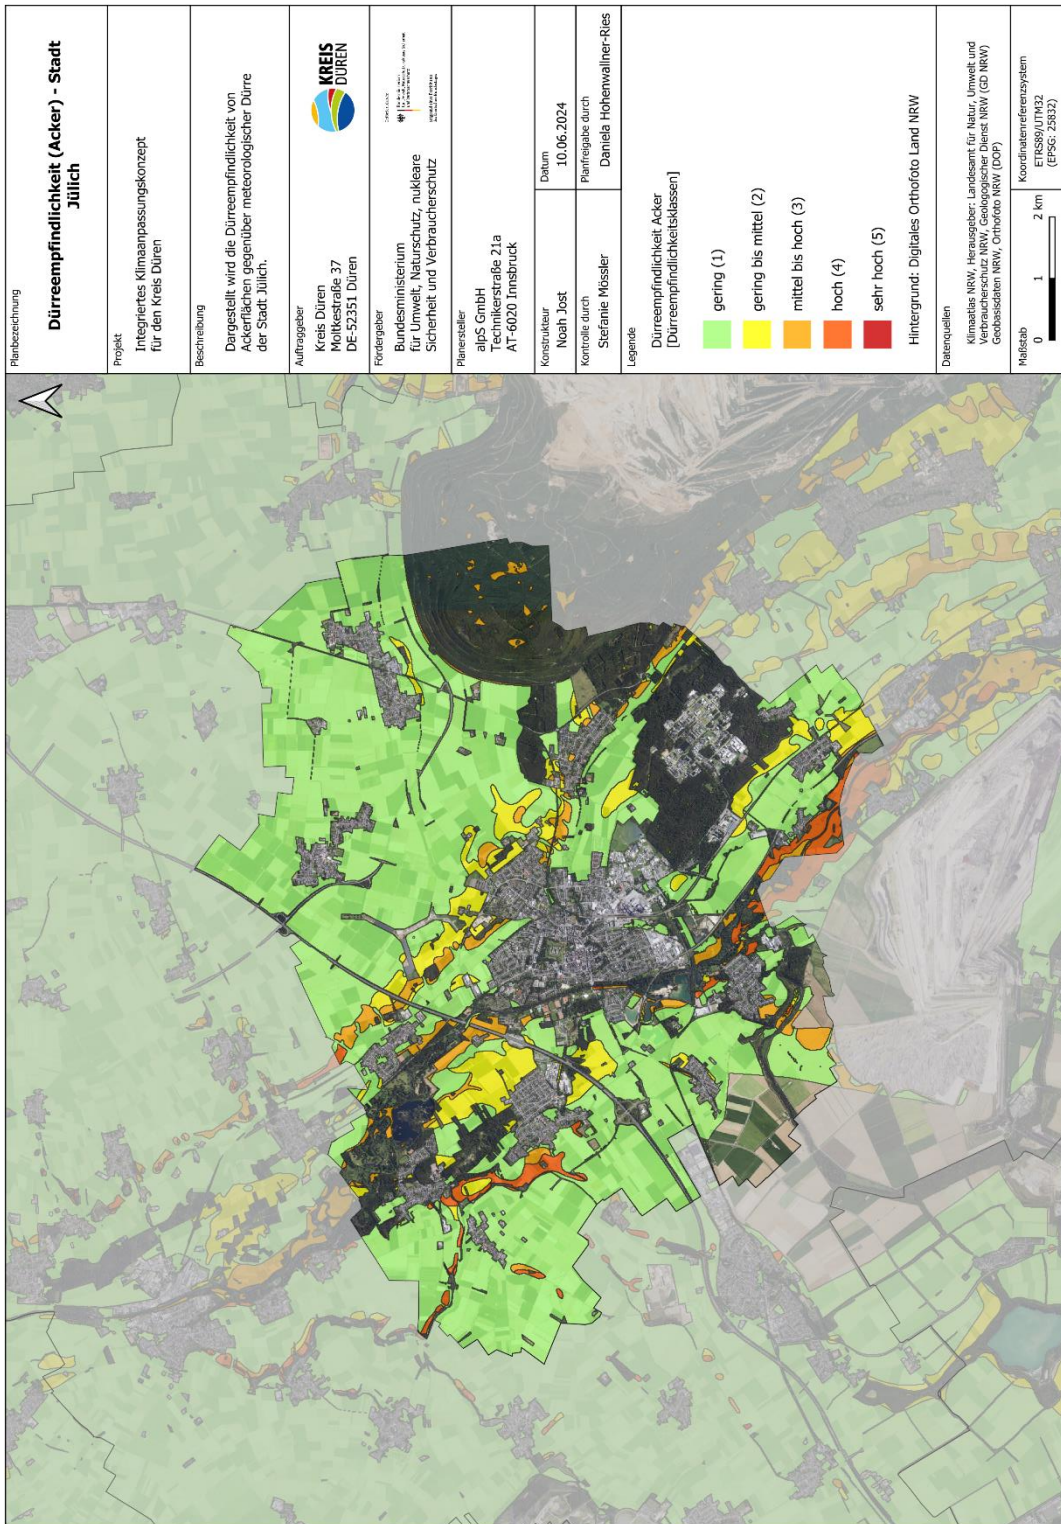 Planbezeichnung
Dürreempfindlichkeit (Acker) - Stadt
Jülich
Projekt
Integriertes Klimaanpassungskonzept
für den Kreis Düren
Beschreibung
Dargestellt wird die Dürreempfindlichkeit von
Ackerflächen gegenüber meteorologischer Dürre
der Stadt Jülich.
Auftraggeber
Kreis Düren
Moltkestraße 37
DE-52351 Düren
KREIS
DÜREN
Fördergeber
Bundesministerium
für Umwelt, Naturschutz, nukleare
Sicherheit und Verbraucherschutz
Planersteller
alpS GmbH
Technikerstraße 21a
AT-6020 Innsbruck
Konstrukteur
Noah Jost
Datum
10.06.2024
Kontrolle durch
Stefanie Mössler
Planfreigabe durch
Daniela Hohenwallner-Ries
Legende
Dürreempfindlichkeit Acker
[Dürreempfindlichkeitsklassen]
gering (1)
gering bis mittel (2)
mittel bis hoch (3)
hoch (4)
sehr hoch (5)
Hintergrund: Digitales Orthofoto Land NRW
Datenquellen
Klimaatlas NRW, Herausgeber: Landesamt für Natur, Umwelt und
Verbraucherschutz NRW, Geologogischer Dienst NRW (GD NRW)
Geobasisdaten NRW, Orthofoto NRW (DOP)
Maßstab
0 1 2 km
Koordinatenreferenzsystem
ETRS89/UTM32
(EPSG: 25832)